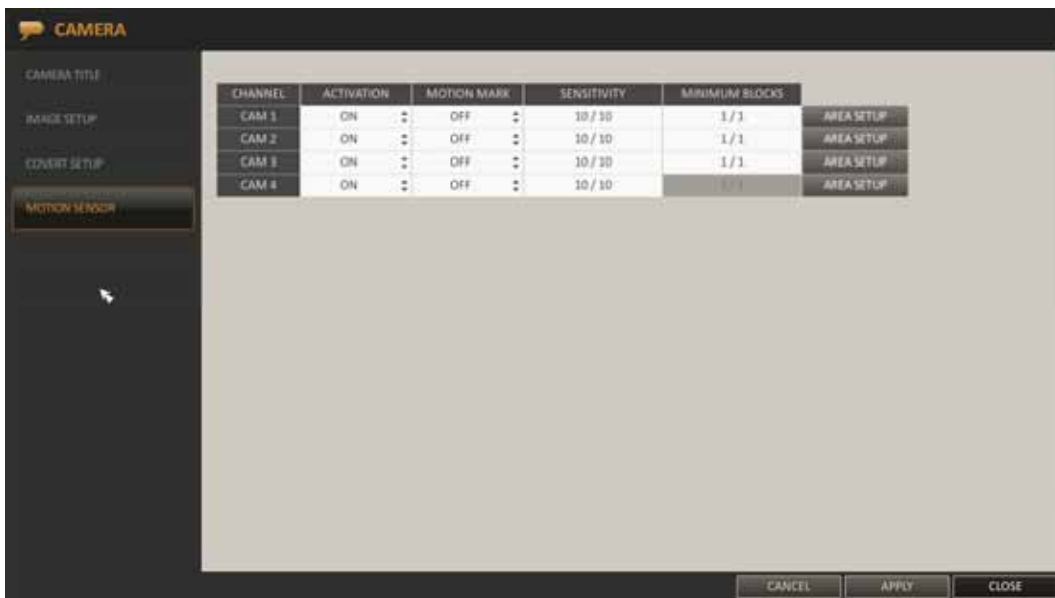 CAMERA
CAMERA TITLE
IMAGE SETUP
COVERT SETUP
MOTION SENSOR
CHANNEL ACTIVATION MOTION MARK SENSITIVITY MINIMUM BLOCKS
CAM 1 ON OFF 10 / 10 1 / 1 AREA SETUP
CAM 2 ON OFF 10 / 10 1 / 1 AREA SETUP
CAM 3 ON OFF 10 / 10 1 / 1 AREA SETUP
CAM 4 ON OFF 10 / 10 1 / 1 AREA SETUP
CANCEL APPLY CLOSE